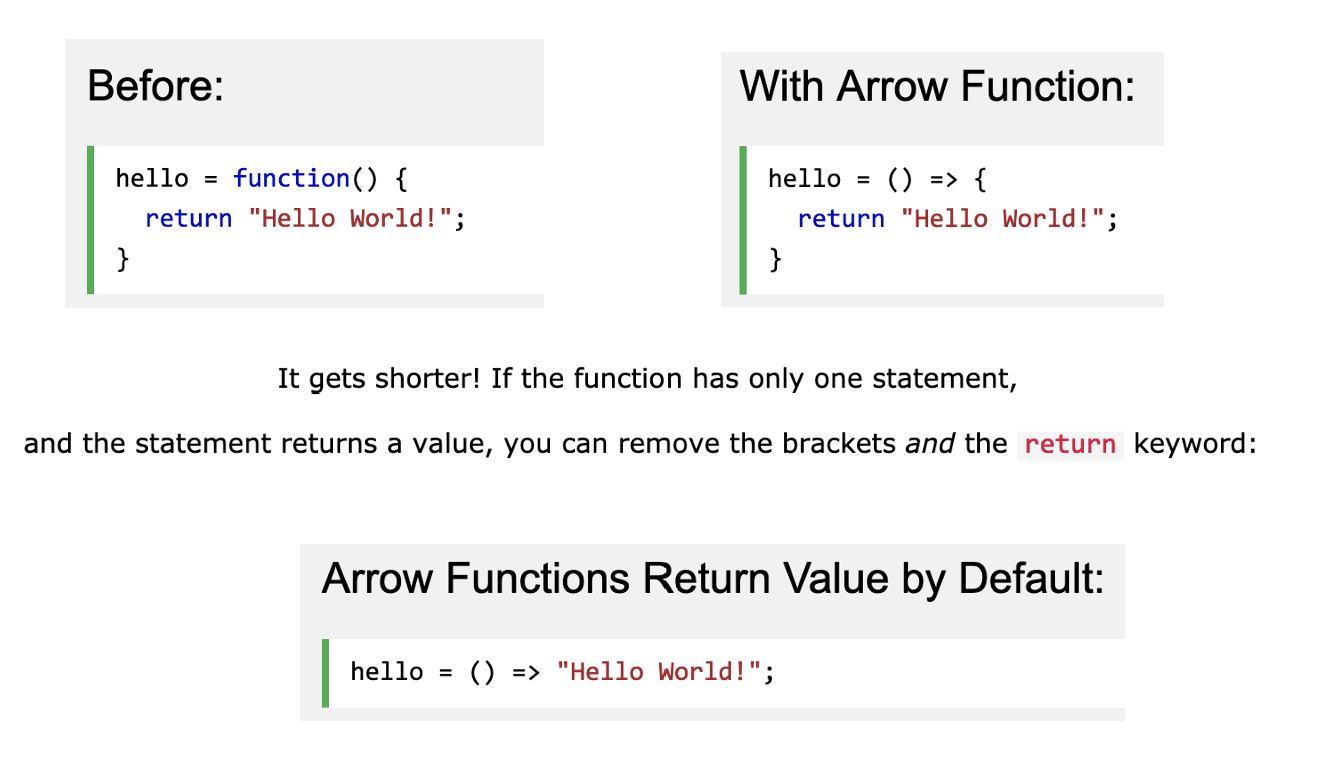 Before:
hello = function() {
  return "Hello World!";
}
With Arrow Function:
hello = () => {
  return "Hello World!";
}
It gets shorter! If the function has only one statement,
and the statement returns a value, you can remove the brackets and the return keyword:
Arrow Functions Return Value by Default:
hello = () => "Hello World!";